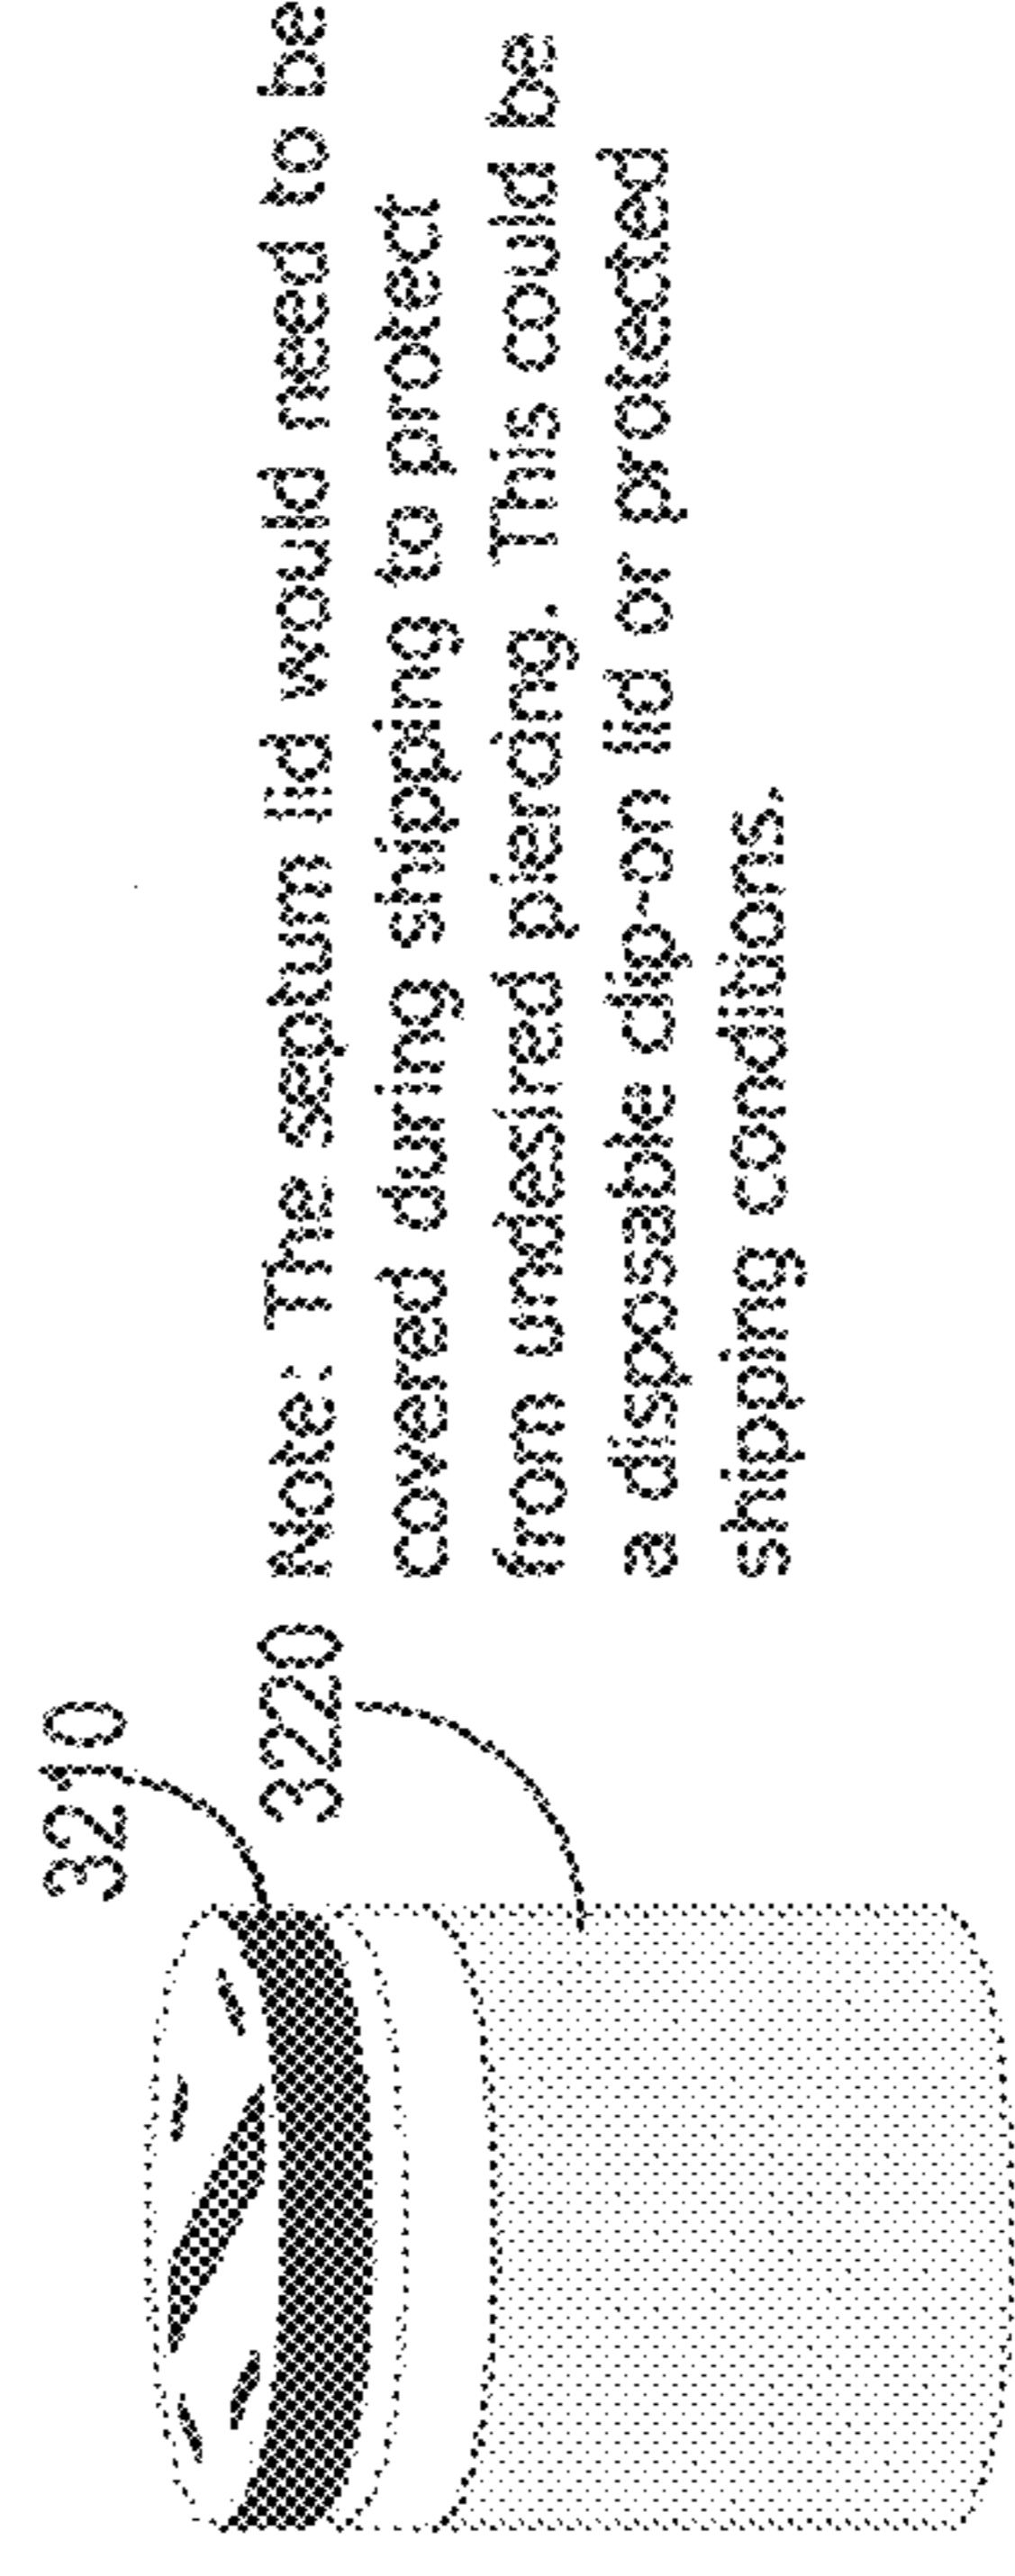 3210
3220
Note: The septum lid would need to be
covered during shipping to protect
from undesired piercing. This could be
a disposable clip-on lid or protected
shipping conditions.